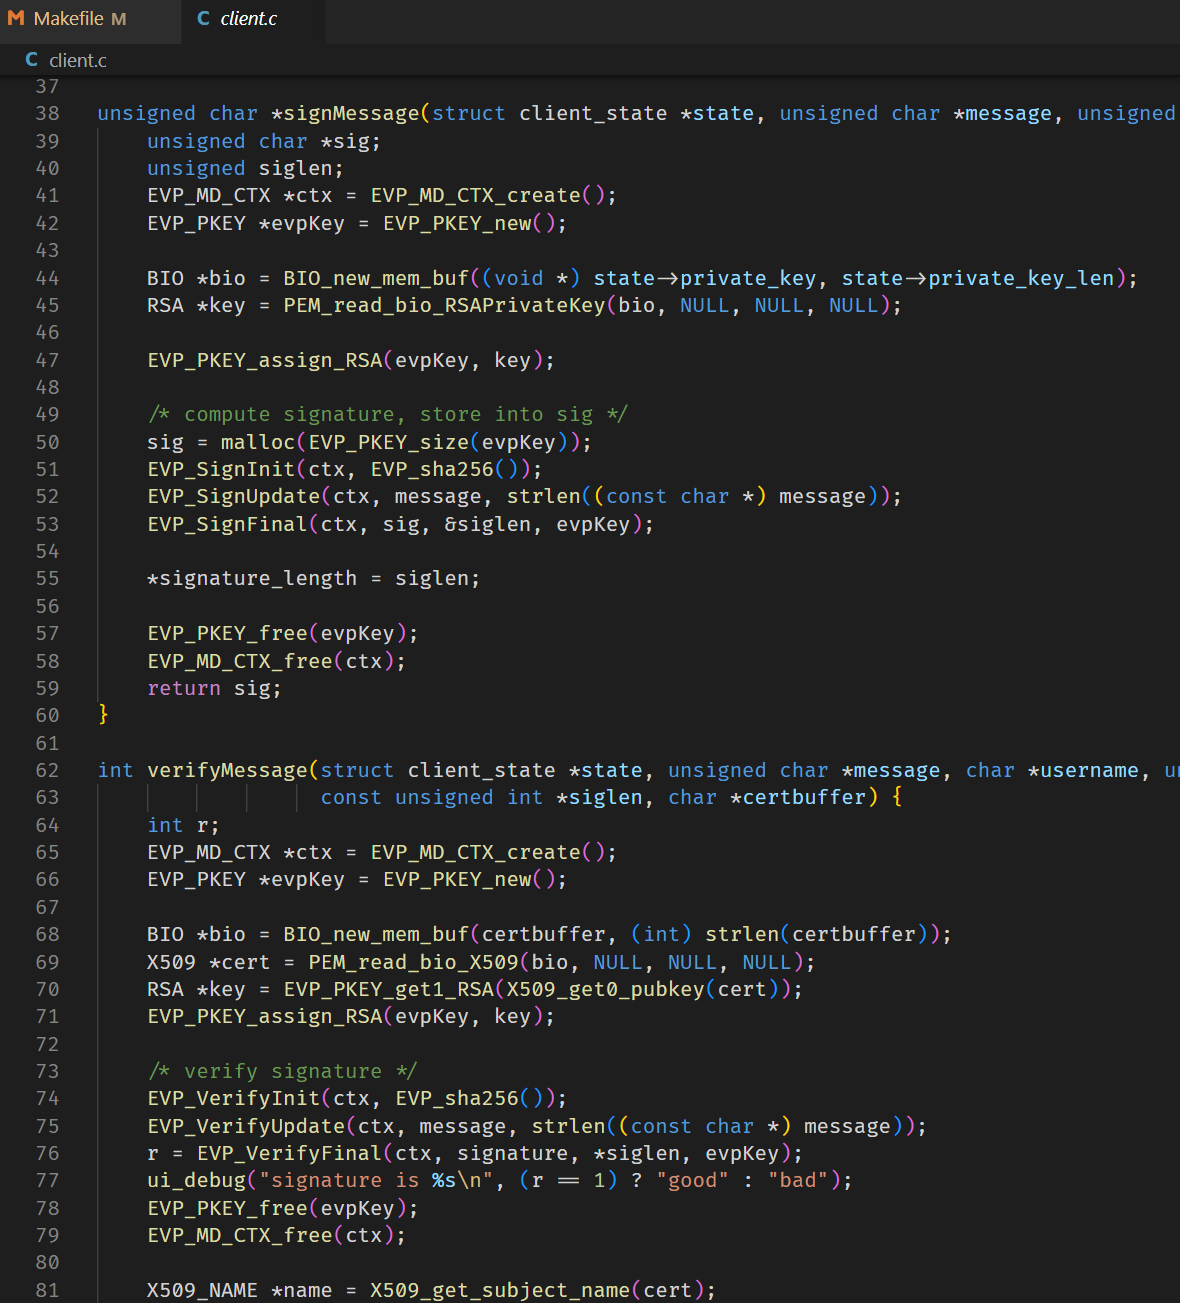 M Makefile M C client.c
C client.c
37
38 unsigned char *signMessage(struct client_state *state, unsigned char *message, unsigned
39 unsigned char *sig;
40 unsigned siglen;
41 EVP_MD_CTX *ctx = EVP_MD_CTX_create();
42 EVP_PKEY *evpKey = EVP_PKEY_new();
43
44 BIO *bio = BIO_new_mem_buf((void *) state->private_key, state->private_key_len);
45 RSA *key = PEM_read_bio_RSAPrivateKey(bio, NULL, NULL, NULL);
46
47 EVP_PKEY_assign_RSA(evpKey, key);
48
49 /* compute signature, store into sig */
50 sig = malloc(EVP_PKEY_size(evpKey));
51 EVP_SignInit(ctx, EVP_sha256());
52 EVP_SignUpdate(ctx, message, strlen((const char *) message));
53 EVP_SignFinal(ctx, sig, &siglen, evpKey);
54
55 *signature_length = siglen;
56
57 EVP_PKEY_free(evpKey);
58 EVP_MD_CTX_free(ctx);
59 return sig;
60 }
61
62 int verifyMessage(struct client_state *state, unsigned char *message, char *username, un
63 const unsigned int *siglen, char *certbuffer) {
64 int r;
65 EVP_MD_CTX *ctx = EVP_MD_CTX_create();
66 EVP_PKEY *evpKey = EVP_PKEY_new();
67
68 BIO *bio = BIO_new_mem_buf(certbuffer, (int) strlen(certbuffer));
69 X509 *cert = PEM_read_bio_X509(bio, NULL, NULL, NULL);
70 RSA *key = EVP_PKEY_get1_RSA(X509_get0_pubkey(cert));
71 EVP_PKEY_assign_RSA(evpKey, key);
72
73 /* verify signature */
74 EVP_VerifyInit(ctx, EVP_sha256());
75 EVP_VerifyUpdate(ctx, message, strlen((const char *) message));
76 r = EVP_VerifyFinal(ctx, signature, *siglen, evpKey);
77 ui_debug("signature is %s\n", (r == 1) ? "good" : "bad");
78 EVP_PKEY_free(evpKey);
79 EVP_MD_CTX_free(ctx);
80
81 X509_NAME *name = X509_get_subject_name(cert);